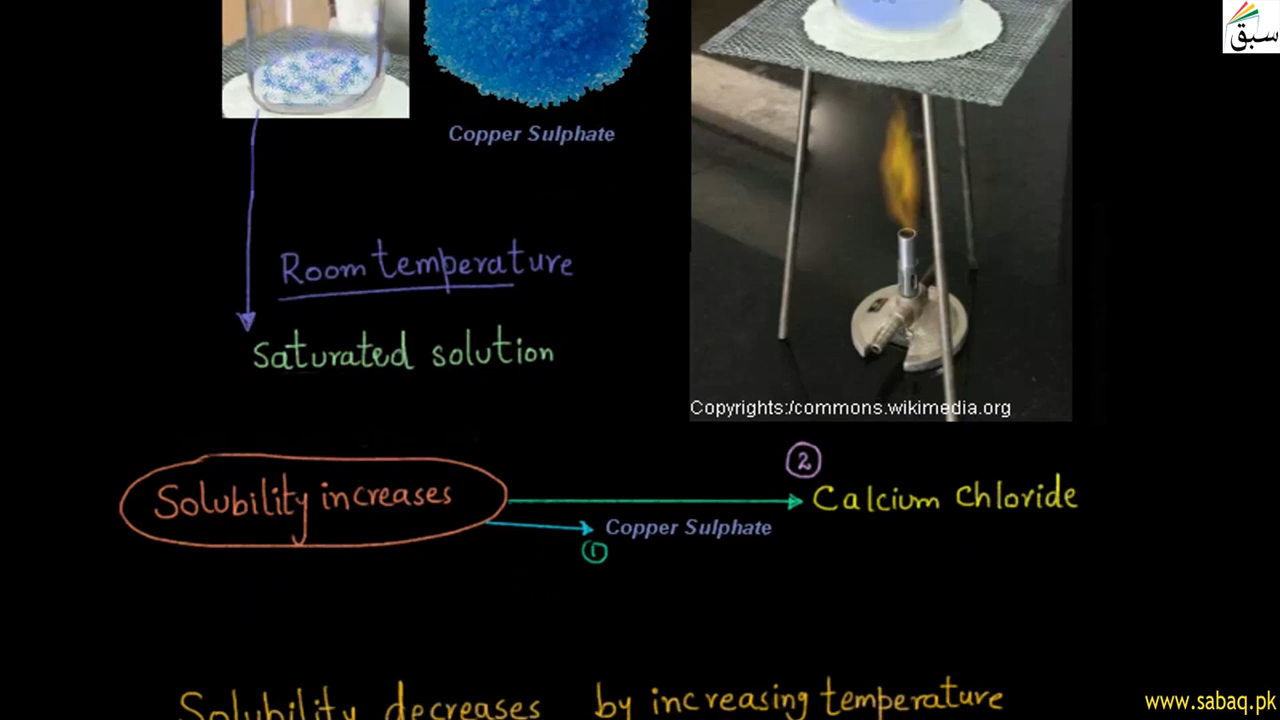 سبق
Copper Sulphate
Room temperature
Saturated solution
Copyrights:/commons.wikimedia.org
2
Solubility increases
Calcium Chloride
Copper Sulphate
1
Solubility decreases by increasing temperature
www.sabaq.pk